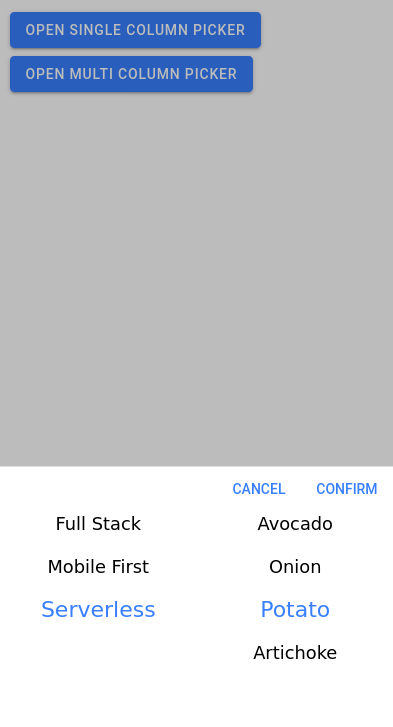 OPEN SINGLE COLUMN PICKER
OPEN MULTI COLUMN PICKER
CANCEL CONFIRM
Full Stack Avocado
Mobile First Onion
Serverless Potato
Artichoke